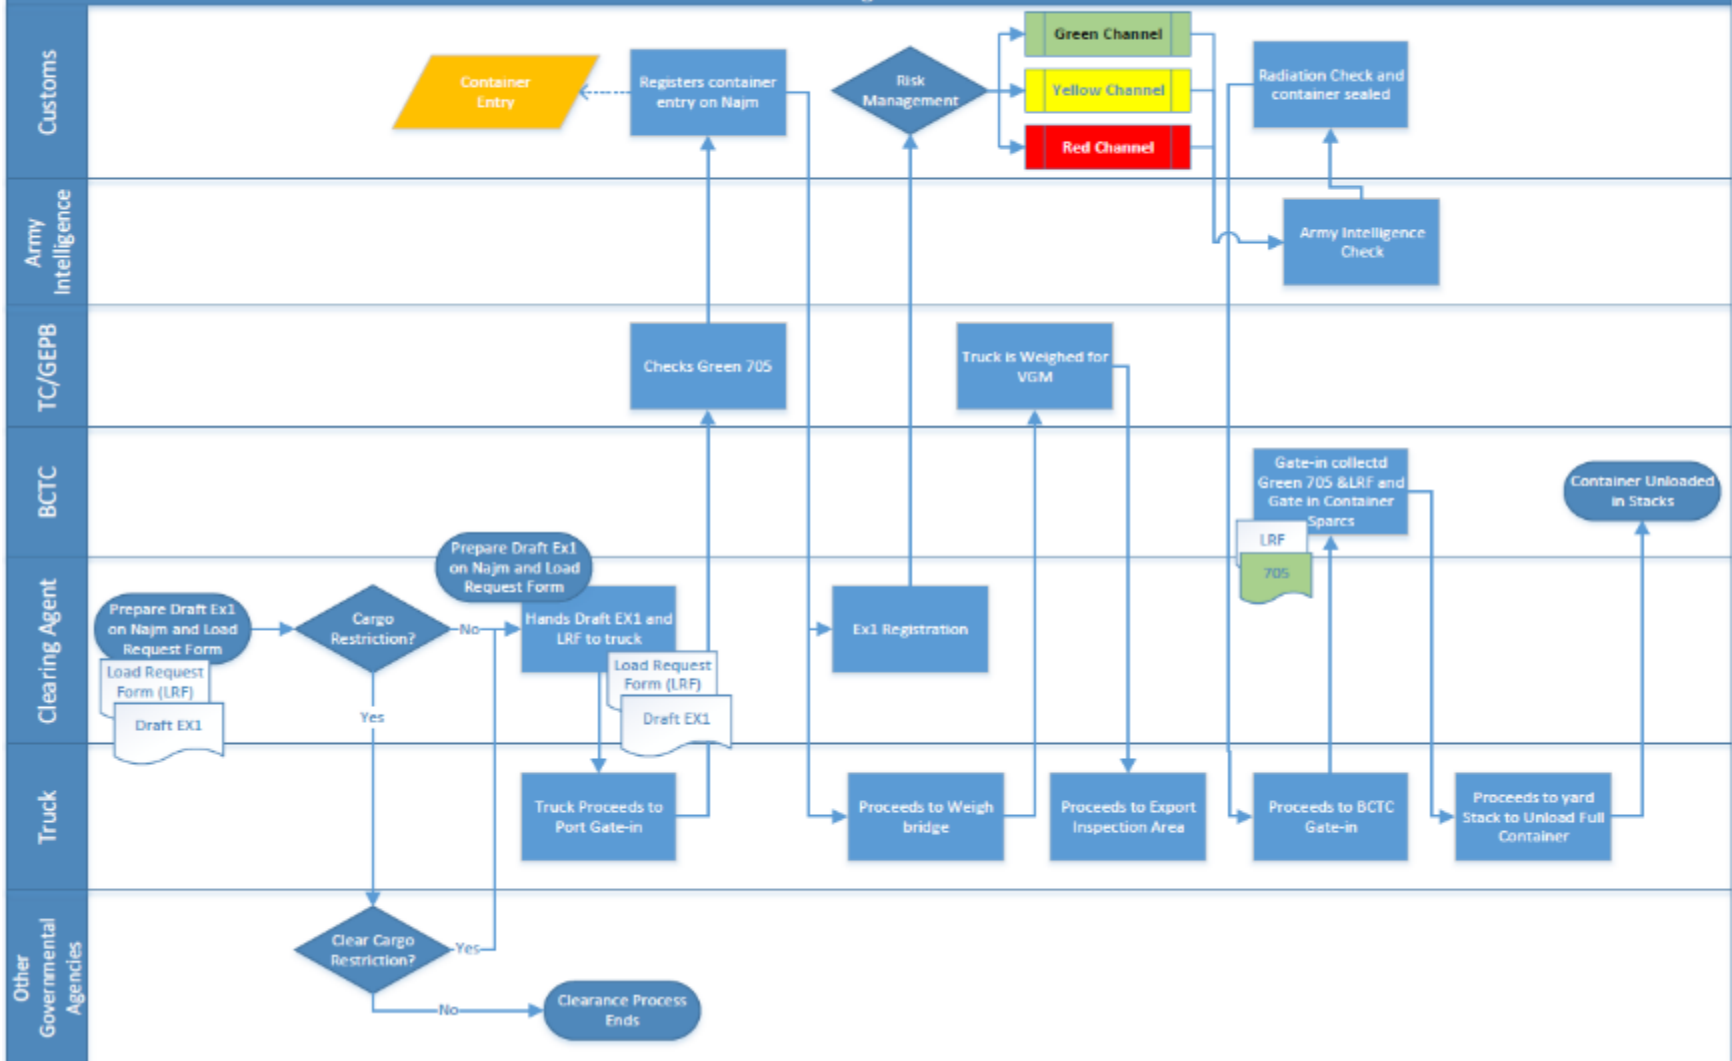 Customs
Container
Entry
Registers container
entry on Najm
Risk
Management
Green Channel
Yellow Channel
Red Channel
Radiation Check and
container sealed
Army
Intelligence
Army Intelligence
Check
TC/GEPB
Checks Green 705
Truck is Weighed for
VGM
BCTC
Gate-in collectd
Green 705 &LRF and
Gate in Container
Sparcs
LRF
705
Container Unloaded
in Stacks
Clearing Agent
Prepare Draft Ex1
on Najm and Load
Request Form
Load Request
Form (LRF)
Draft EX1
Cargo
Restriction?
No
Yes
Prepare Draft Ex1
on Najm and Load
Request Form
Hands Draft EX1 and
LRF to truck
Load Request
Form (LRF)
Draft EX1
Ex1 Registration
Truck
Truck Proceeds to
Port Gate-in
Proceeds to Weigh
bridge
Proceeds to Export
Inspection Area
Proceeds to BCTC
Gate-in
Proceeds to yard
Stack to Unload Full
Container
Other
Governmental
Agencies
Clear Cargo
Restriction?
Yes
No
Clearance Process
Ends